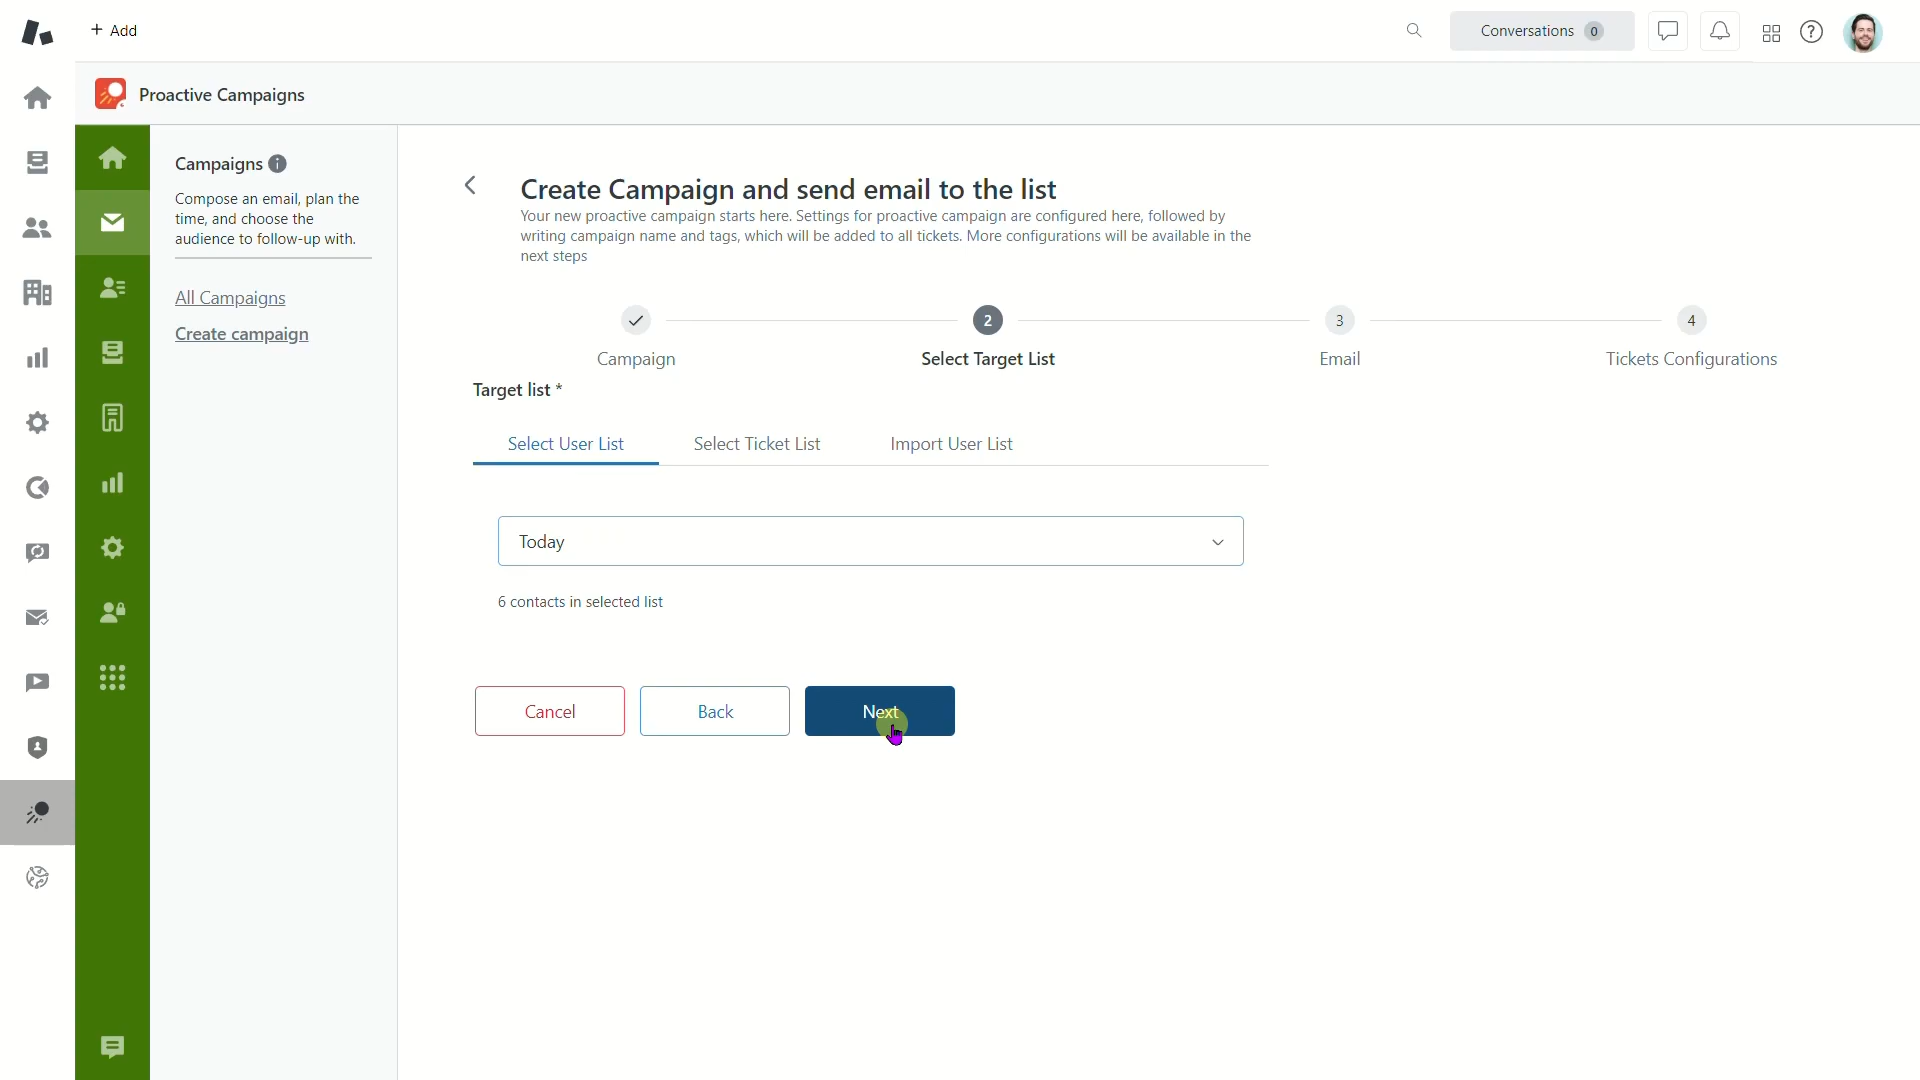 + Add
Conversations 0
Proactive Campaigns
Campaigns
Compose an email, plan the
time, and choose the
audience to follow-up with.
All Campaigns
Create campaign
Create Campaign and send email to the list
Your new proactive campaign starts here. Settings for proactive campaign are configured here, followed by
writing campaign name and tags, which will be added to all tickets. More configurations will be available in the
next steps
2 3 4
Campaign Select Target List Email Tickets Configurations
Target list *
Select User List Select Ticket List Import User List
Today
6 contacts in selected list
Cancel Back Next